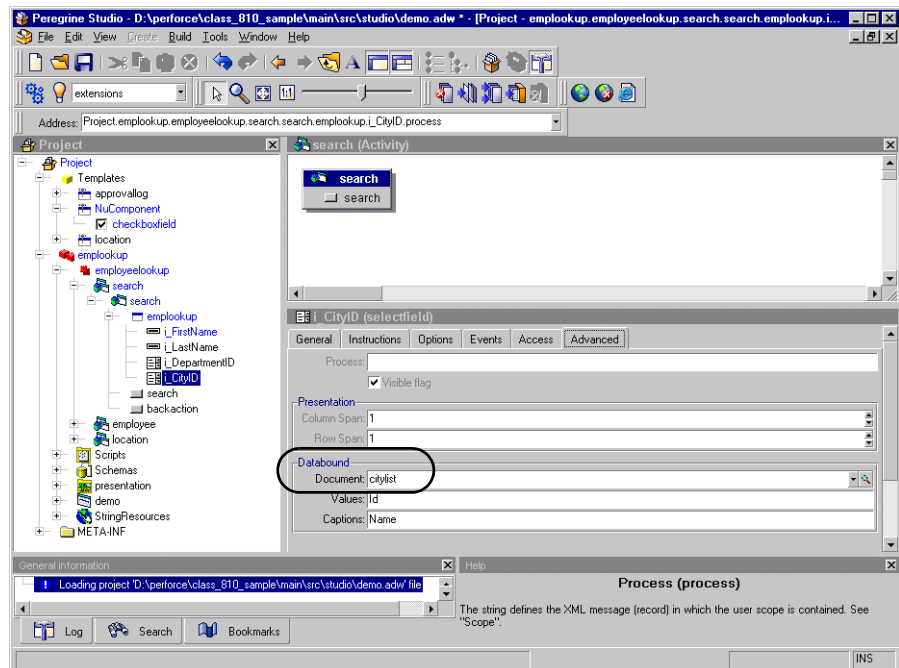 Peregrine Studio - D:\perforce\class_810_sample\main\src\studio\demo.adw * - [Project - emplookup.employeelookup.search.search.emplookup.i...
File Edit View Create Build Tools Window Help
extensions
1:1
Address: Project.emplookup.employeelookup.search.search.emplookup.i_CityID.process
Project
search (Activity)
Project
Templates
approvallog
NuComponent
checkboxfield
location
emplookup
employeelookup
search
search
emplookup
i_FirstName
i_LastName
i_DepartmentID
i_CityID
search
backaction
employee
location
Scripts
Schemas
presentation
demo
StringResources
META-INF
search
search
i_CityID (selectfield)
General Instructions Options Events Access Advanced
Process:
Visible flag
Presentation
Column Span: 1
Row Span: 1
Databound
Document: citylist
Values: Id
Captions: Name
General information
Loading project 'D:\perforce\class_810_sample\main\src\studio\demo.adw' file
Log Search Bookmarks
Help
Process (process)
The string defines the XML message (record) in which the user scope is contained. See
"Scope".
INS